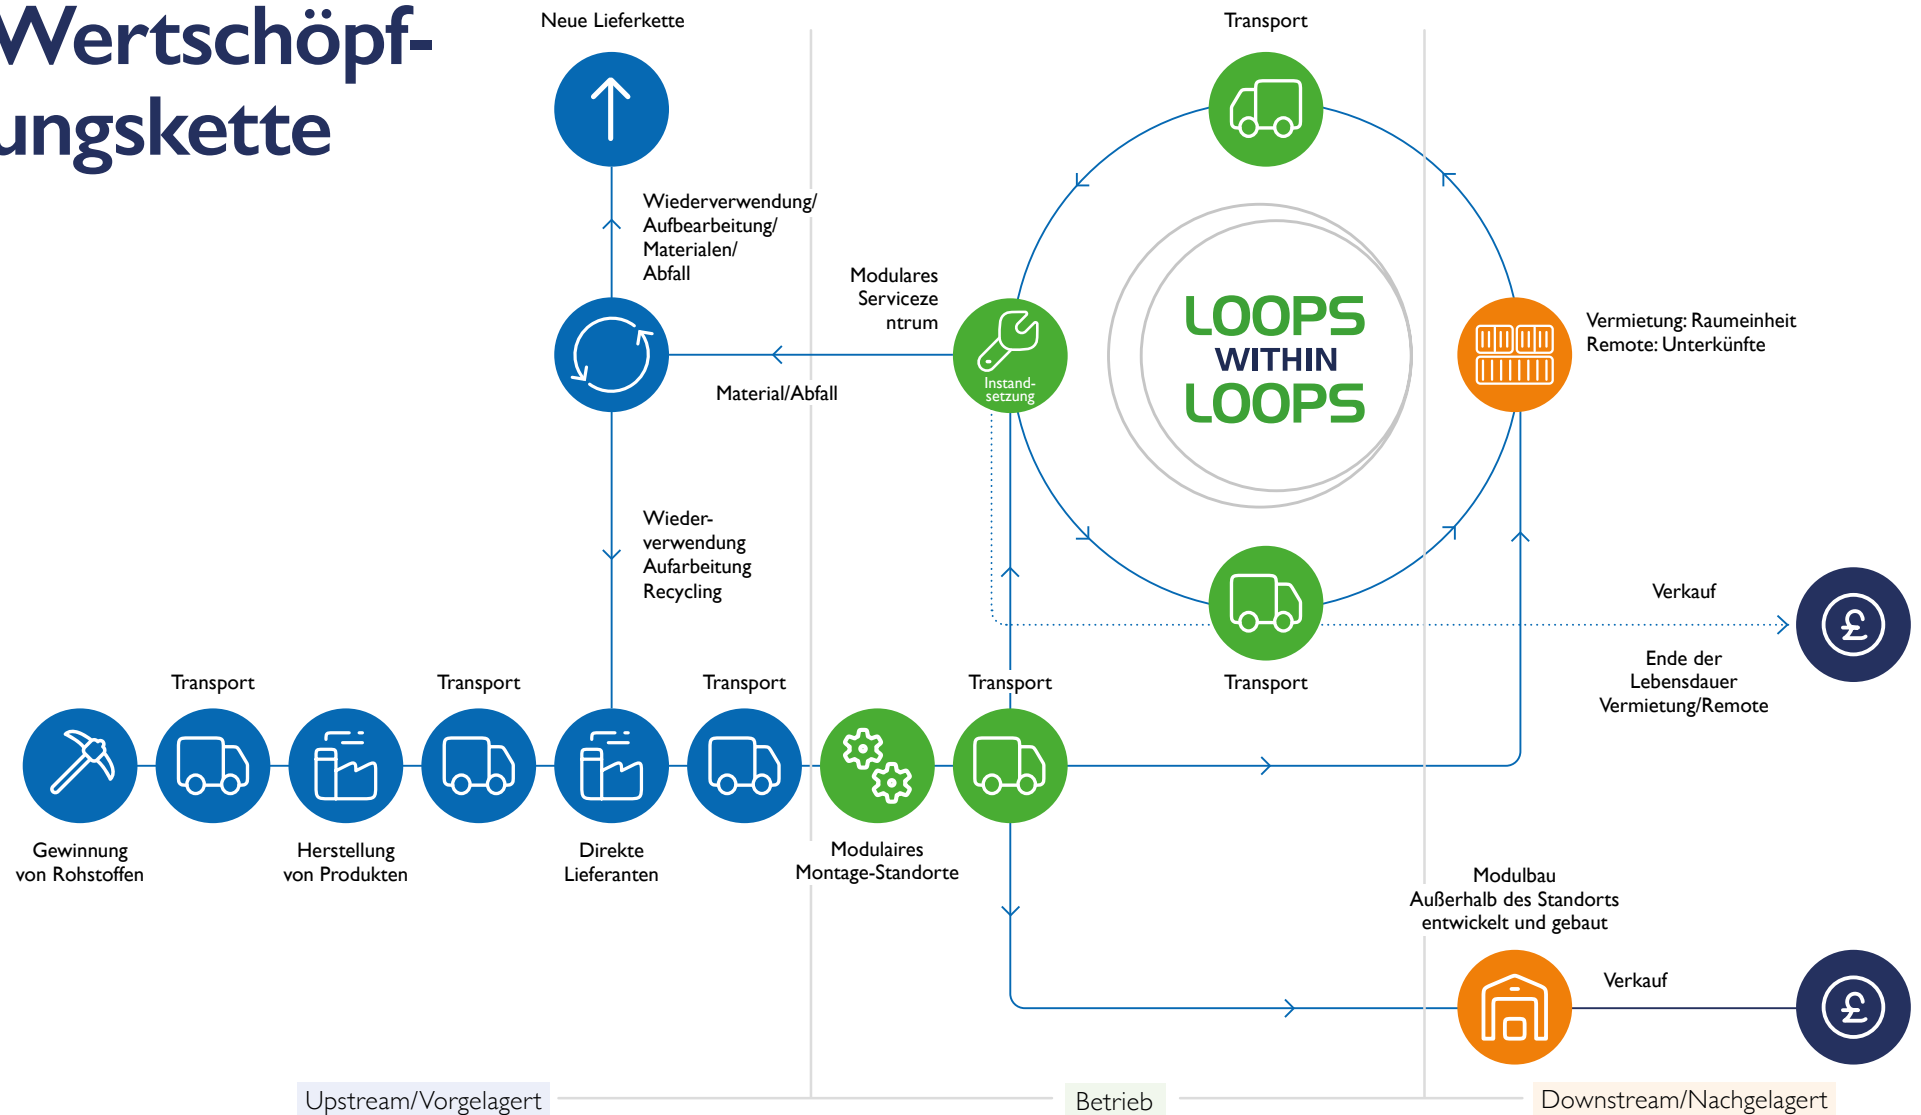 Wertschöpf-
ungskette
Neue Lieferkette
Transport
Wiederverwendung/
Aufbearbeitung/
Materialen/
Abfall
Modulares
Serviceze
ntrum
Instand-
setzung
LOOPS
WITHIN
LOOPS
Vermietung: Raumeinheit
Remote: Unterkünfte
Material/Abfall
Wieder-
verwendung
Aufarbeitung
Recycling
Verkauf
£
Ende der
Lebensdauer
Vermietung/Remote
Transport
Transport
Transport
Transport
Transport
Gewinnung
von Rohstoffen
Herstellung
von Produkten
Direkte
Lieferanten
Modulaires
Montage-Standorte
Modulbau
Außerhalb des Standorts
entwickelt und gebaut
Verkauf
£
Upstream/Vorgelagert
Betrieb
Downstream/Nachgelagert